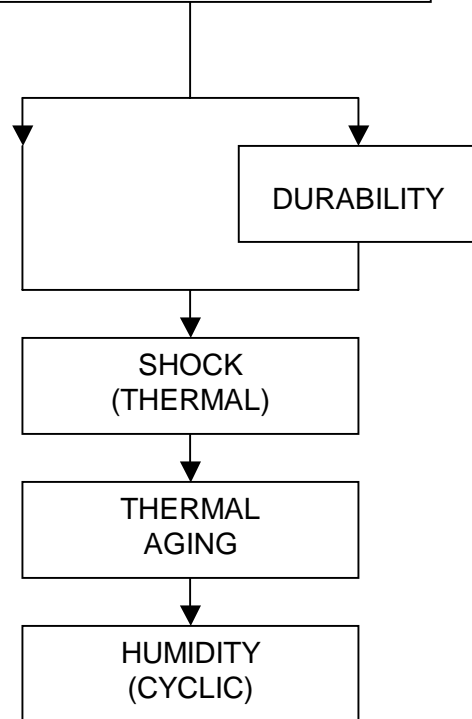 DURABILITY
SHOCK
(THERMAL)
THERMAL
AGING
HUMIDITY
(CYCLIC)